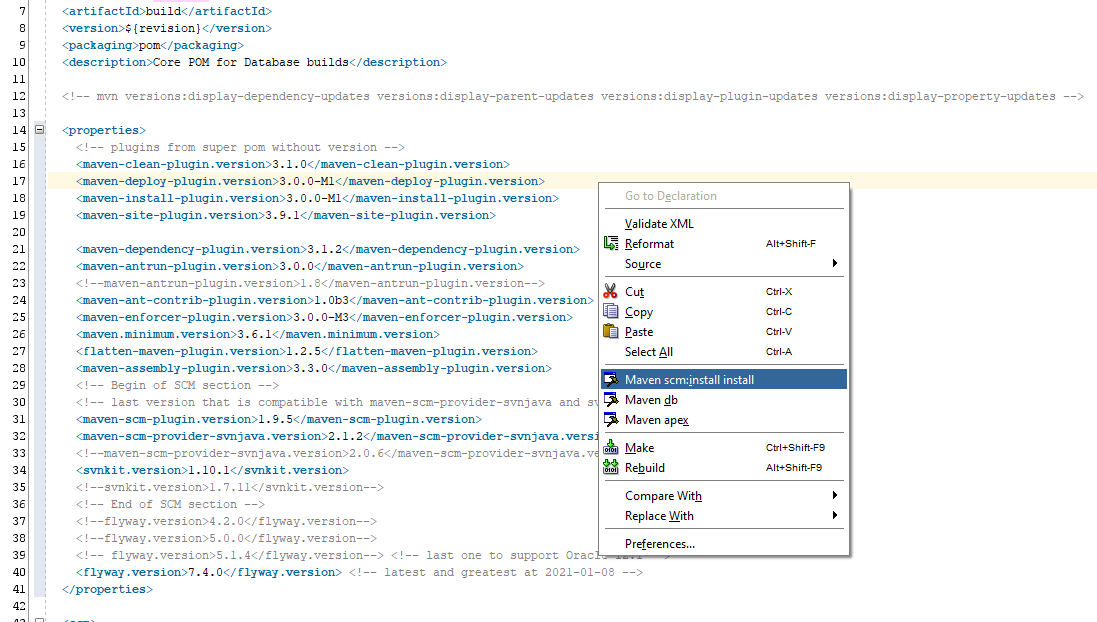 7 <artifactId>build</artifactId>
8 <version>${revision}</version>
9 <packaging>pom</packaging>
10 <description>Core POM for Database builds</description>
11
12 <!-- mvn versions:display-dependency-updates versions:display-parent-updates versions:display-plugin-updates versions:display-property-updates -->
13
14 <properties>
15 <!-- plugins from super pom without version -->
16 <maven-clean-plugin.version>3.1.0</maven-clean-plugin.version>
17 <maven-deploy-plugin.version>3.0.0-M1</maven-deploy-plugin.version>
18 <maven-install-plugin.version>3.0.0-M1</maven-install-plugin.version>
19 <maven-site-plugin.version>3.9.1</maven-site-plugin.version>
20
21 <maven-dependency-plugin.version>3.1.2</maven-dependency-plugin.version>
22 <maven-antrun-plugin.version>3.0.0</maven-antrun-plugin.version>
23 <!--maven-antrun-plugin.version>1.8</maven-antrun-plugin.version-->
24 <maven-ant-contrib-plugin.version>1.0b3</maven-ant-contrib-plugin.version>
25 <maven-enforcer-plugin.version>3.0.0-M3</maven-enforcer-plugin.version>
26 <maven.minimum.version>3.6.1</maven.minimum.version>
27 <flatten-maven-plugin.version>1.2.5</flatten-maven-plugin.version>
28 <maven-assembly-plugin.version>3.3.0</maven-assembly-plugin.version>
29 <!-- Begin of SCM section -->
30 <!-- last version that is compatible with maven-scm-provider-svnjava and
31 <maven-scm-plugin.version>1.9.5</maven-scm-plugin.version>
32 <maven-scm-provider-svnjava.version>2.1.2</maven-scm-provider-svnjava.versi
33 <!--maven-scm-provider-svnjava.version>2.0.6</maven-scm-provider-svnjava.ve
34 <svnkit.version>1.10.1</svnkit.version>
35 <!--svnkit.version>1.7.11</svnkit.version-->
36 <!-- End of SCM section -->
37 <!--flyway.version>4.2.0</flyway.version-->
38 <!--flyway.version>5.0.0</flyway.version-->
39 <!-- flyway.version>5.1.4</flyway.version--> <!-- last one to support
40 <flyway.version>7.4.0</flyway.version> <!-- latest and greatest at 2021-01-08 -->
41 </properties>
42
Go to Declaration
Validate XML
Reformat Alt+Shift-F
Source
Cut Ctrl-X
Copy Ctrl-C
Paste Ctrl-V
Select All Ctrl-A
Maven scm:install install
Maven db
Maven apex
Make Ctrl+Shift-F9
Rebuild Alt+Shift-F9
Compare With
Replace With
Preferences...